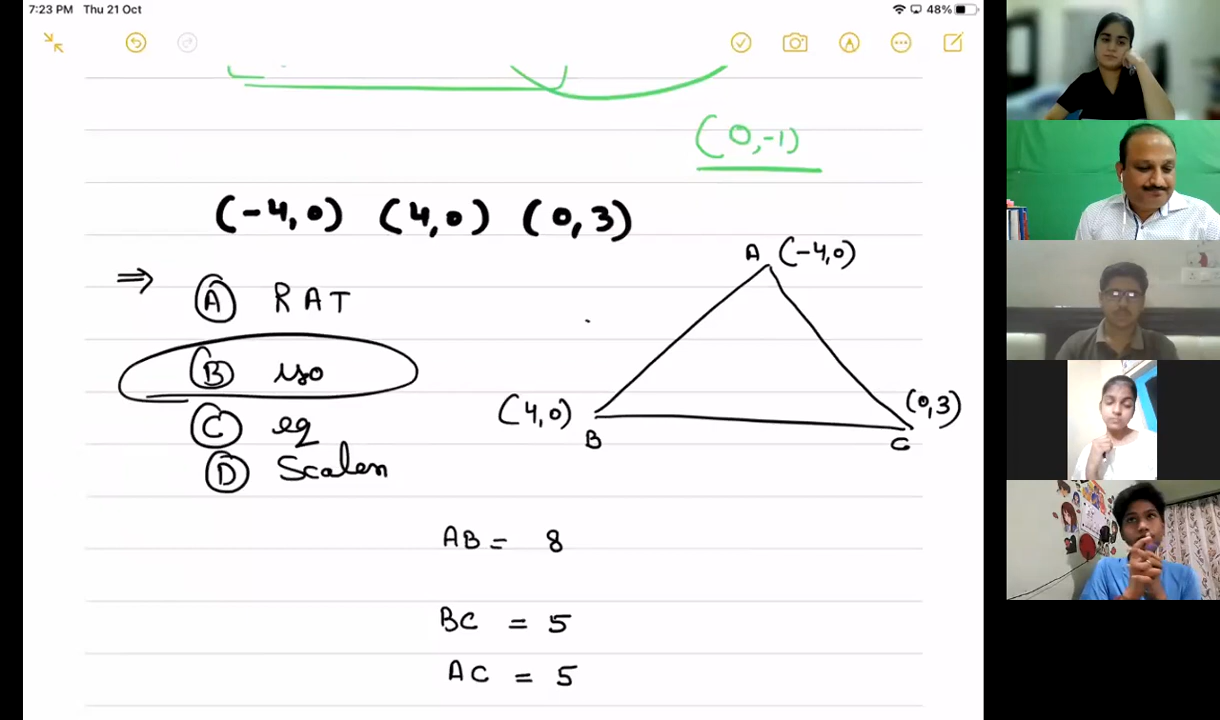 7:23 PM Thu 21 Oct
48%
(0,-1)
(-4,0) (4,0) (0,3)
⇒ A RAT
B iso
C eq
D Scalen
A (-4,0)
(4,0)
B
(0,3)
C
AB = 8
BC = 5
AC = 5